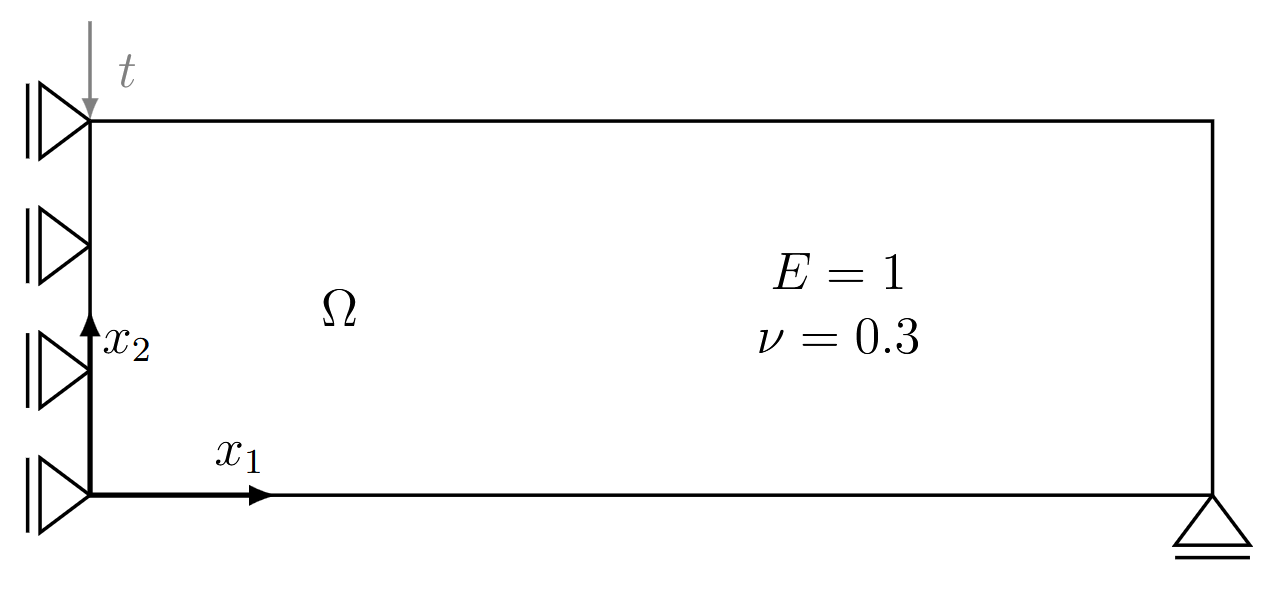 t
E = 1
Ω
ν = 0.3
x₂
x₁